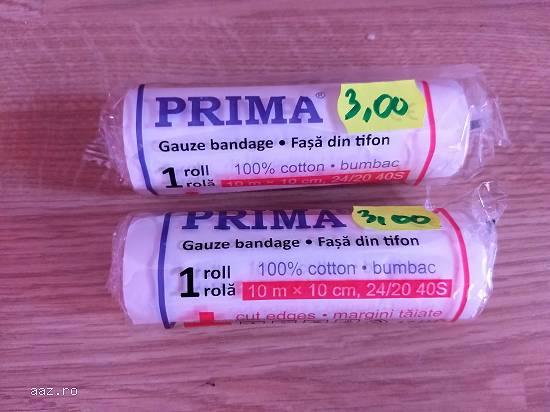 PRIMA® 3,00
Gauze bandage • Fașă din tifon
1 roll rolă 100% cotton • bumbac
10 m × 10 cm, 24/20 40S
PRIMA 3,00
Gauze bandage • Fașă din tifon
1 roll rolă 100% cotton • bumbac
10 m × 10 cm, 24/20 40S
cut edges • margini tăiate
aaz.ro